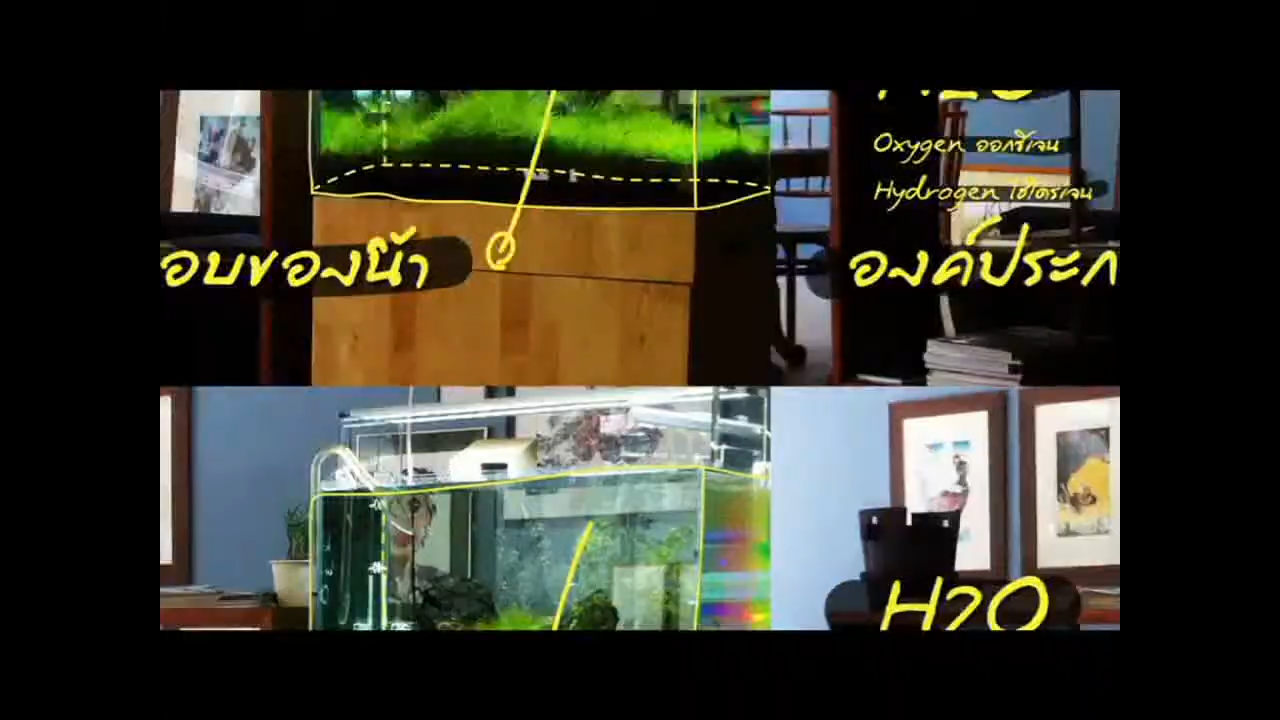 Oxygen ออกซิเจน
Hydrogen ไฮโดรเจน
อบของน้ำ
องค์ประก
H2O